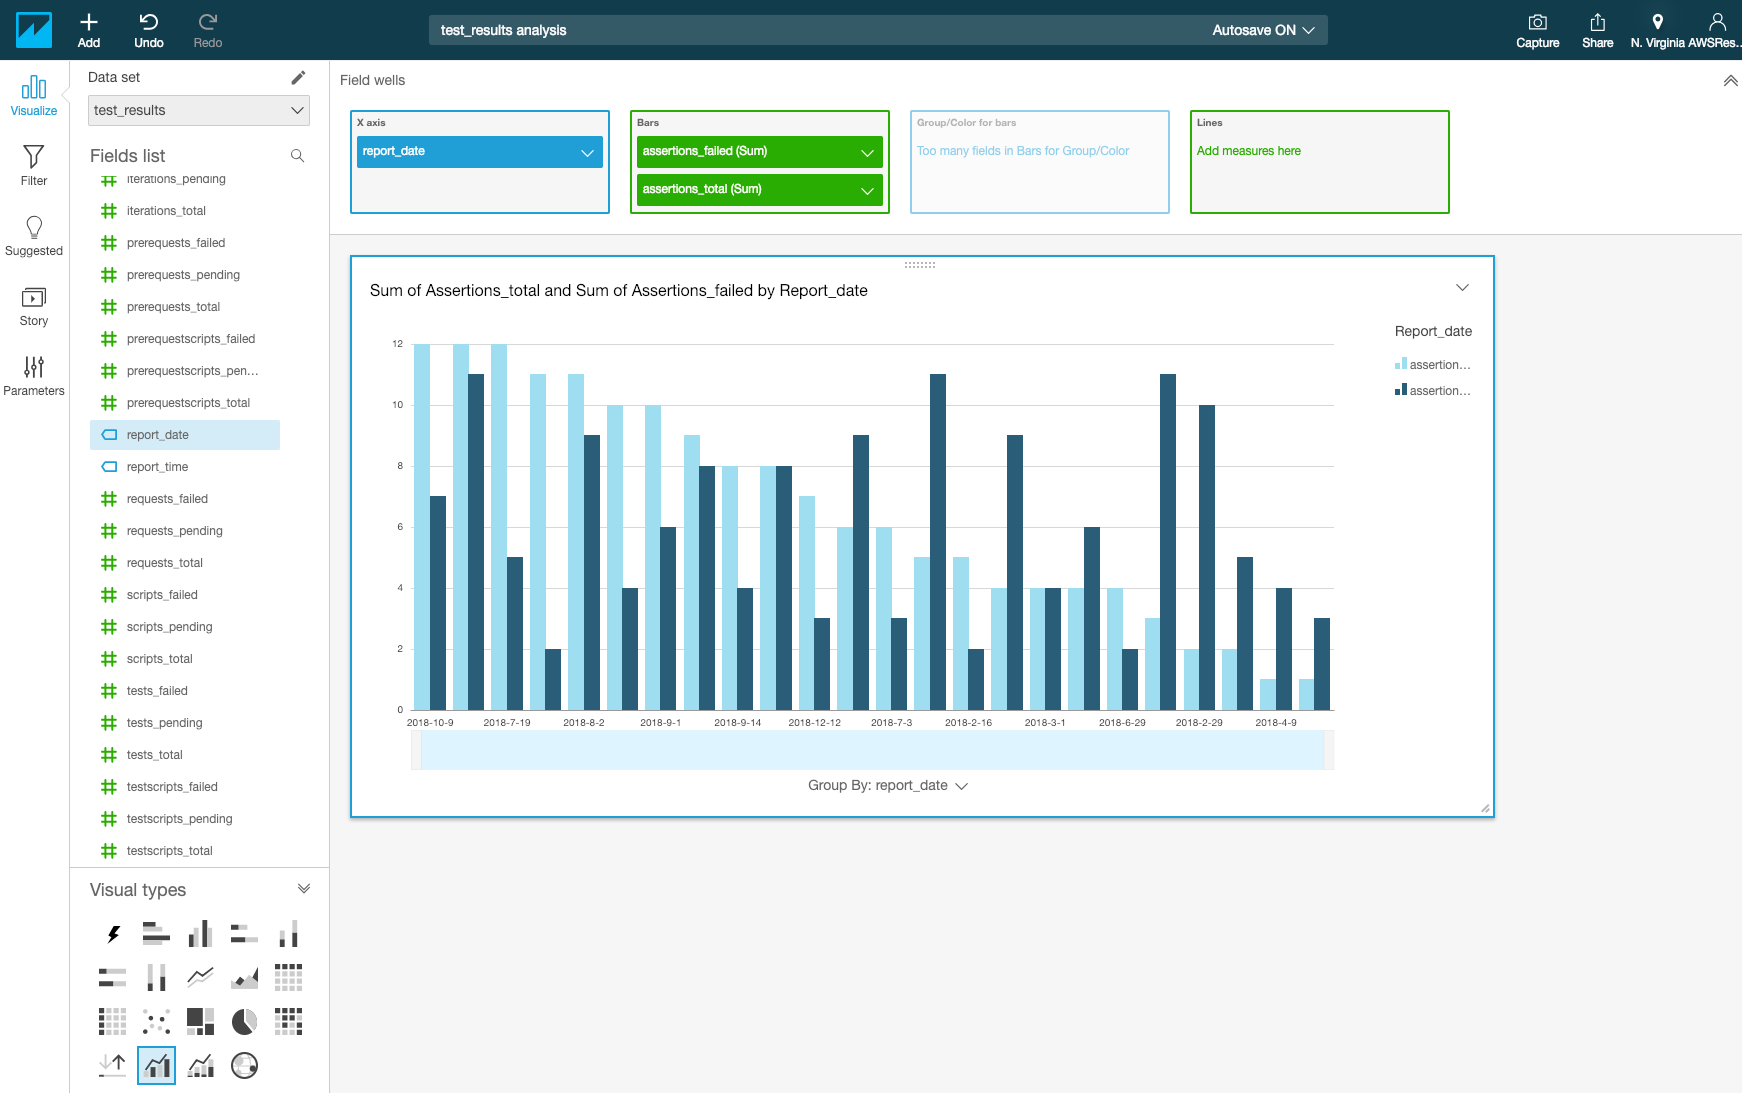 Add
Undo
Redo
test_results analysis
Autosave ON
Capture
Share
N. Virginia
AWSRes...
Visualize
Filter
Suggested
Story
Parameters
Data set
test_results
Fields list
iterations_pending
iterations_total
prerequests_failed
prerequests_pending
prerequests_total
prerequestscripts_failed
prerequestscripts_pen...
prerequestscripts_total
report_date
report_time
requests_failed
requests_pending
requests_total
scripts_failed
scripts_pending
scripts_total
tests_failed
tests_pending
tests_total
testscripts_failed
testscripts_pending
testscripts_total
Visual types
Field wells
X axis
report_date
Bars
assertions_failed (Sum)
assertions_total (Sum)
Group/Color for bars
Too many fields in Bars for Group/Color
Lines
Add measures here
Sum of Assertions_total and Sum of Assertions_failed by Report_date
12
10
8
6
4
2
0
2018-10-9
2018-7-19
2018-8-2
2018-9-1
2018-9-14
2018-12-12
2018-7-3
2018-2-16
2018-3-1
2018-6-29
2018-2-29
2018-4-9
Group By: report_date
Report_date
assertion...
assertion...